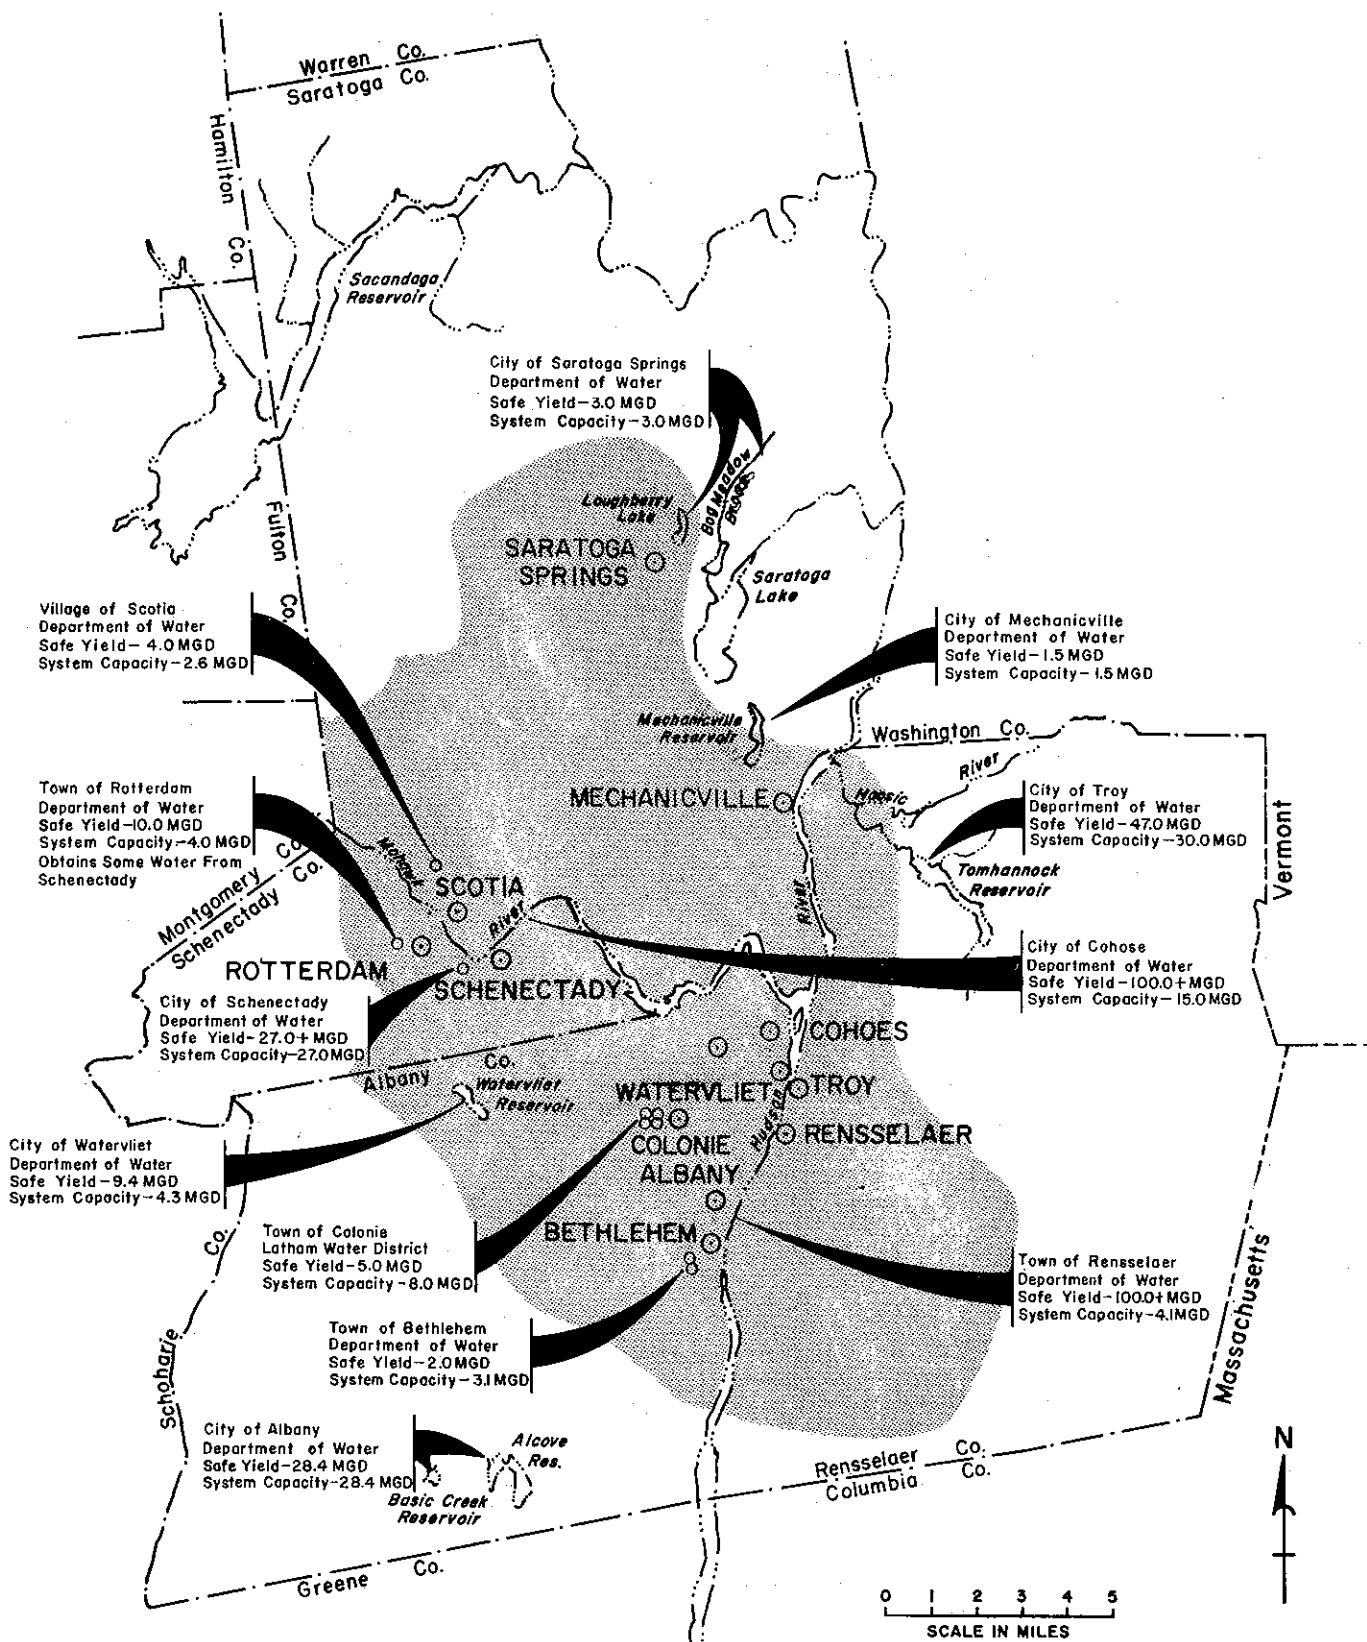 Warren Co.
Saratoga Co.
Hamilton Co.
Sacandaga
Reservoir
City of Saratoga Springs
Department of Water
Safe Yield-3.0 MGD
System Capacity-3.0 MGD
Fulton Co.
Loughberry
Lake
Bog Meadow
SARATOGA
SPRINGS
Saratoga
Lake
Village of Scotia
Department of Water
Safe Yield-4.0 MGD
System Capacity-2.6 MGD
City of Mechanicville
Department of Water
Safe Yield-1.5 MGD
System Capacity-1.5 MGD
Mechanicville
Reservoir
Washington Co.
Hoosic River
MECHANICVILLE
Town of Rotterdam
Department of Water
Safe Yield-10.0 MGD
System Capacity-4.0 MGD
Obtains Some Water From
Schenectady
City of Troy
Department of Water
Safe Yield-47.0 MGD
System Capacity-30.0 MGD
Vermont
Tomhannock
Reservoir
Montgomery Co.
Schenectady Co.
Mohawk River
SCOTIA
River
ROTTERDAM
SCHENECTADY
City of Cohose
Department of Water
Safe Yield-100.0+MGD
System Capacity-15.0 MGD
City of Schenectady
Department of Water
Safe Yield-27.0+MGD
System Capacity-27.0 MGD
COHOES
Albany Co.
Watervliet
Reservoir
WATERVLIET
TROY
Hudson
RENSSELAER
COLONIE
ALBANY
City of Watervliet
Department of Water
Safe Yield-9.4 MGD
System Capacity-4.3 MGD
BETHLEHEM
Town of Colonie
Latham Water District
Safe Yield-5.0 MGD
System Capacity-8.0 MGD
Town of Rensselaer
Department of Water
Safe Yield-100.0+MGD
System Capacity-4.1 MGD
Massachusetts
Schoharie Co.
Town of Bethlehem
Department of Water
Safe Yield-2.0 MGD
System Capacity-3.1 MGD
City of Albany
Department of Water
Safe Yield-28.4 MGD
System Capacity-28.4 MGD
Alcove
Res.
Basic Creek
Reservoir
Rensselaer Co.
Columbia Co.
Greene Co.
N
0 1 2 3 4 5
SCALE IN MILES